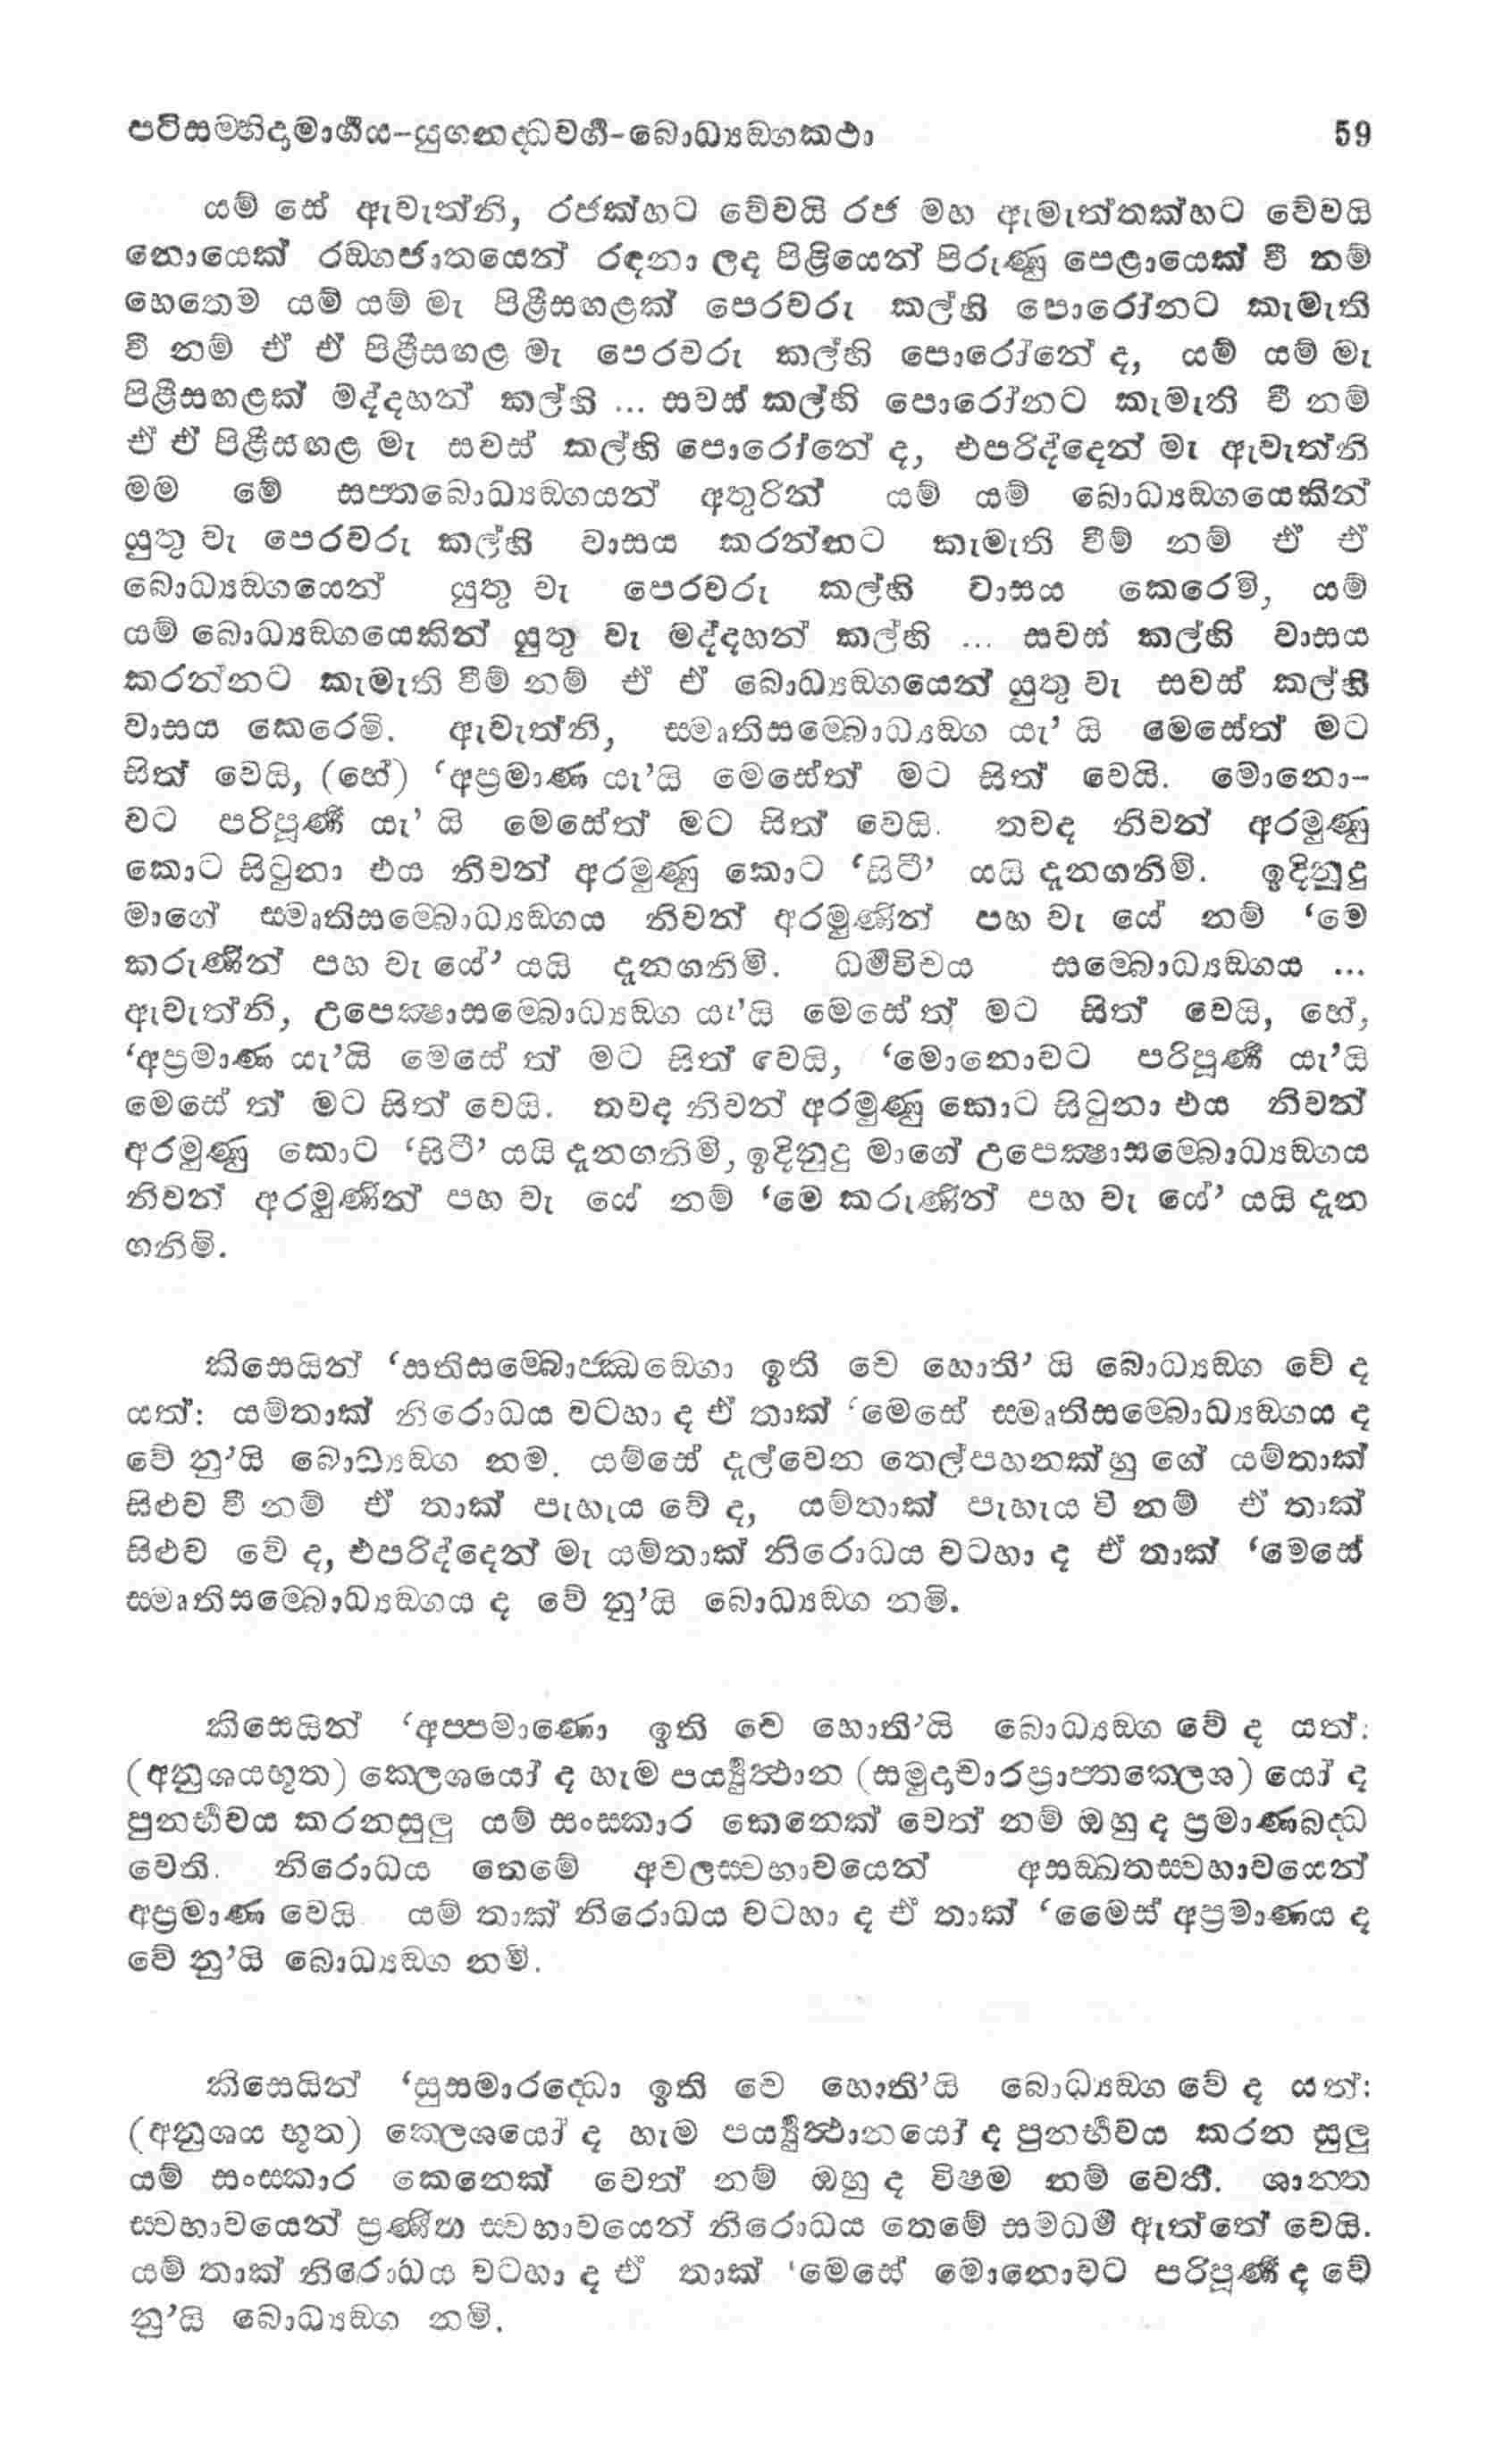 පටිසම්භිදාමාර්ගය-යුගනද්ධවර්ග-බොධ්‍යඞ්ගකථා 59
යම් සේ ඇවැත්නි, රජක්හට වේවයි රජ මහ ඇමැත්තක්හට වේවයි
නොයෙක් රඞ්ගජාතයෙන් රඳනා ලද පිළියෙන් පිරුණු පෙළායෙක් වී නම්
හෙතෙම යම් යම් මැ පිළීසඟළක් පෙරවරු කල්හි පොරෝනට කැමැති
වී නම් ඒ ඒ පිළීසඟළ මැ පෙරවරු කල්හි පොරෝනේ ද, යම් යම් මැ
පිළීසඟළක් මද්දහන් කල්හි ... සවස් කල්හි පොරෝනට කැමැති වී නම්
ඒ ඒ පිළීසඟළ මැ සවස් කල්හි පොරෝනේ ද, එපරිද්දෙන් මැ ඇවැත්නි
මම මේ සප්තබොධ්‍යඞ්ගයන් අතුරින් යම් යම් බොධ්‍යඞ්ගයෙකින්
යුතු වැ පෙරවරු කල්හි වාසය කරන්නට කැමැති වීම් නම් ඒ ඒ
බොධ්‍යඞ්ගයෙන් යුතු වැ පෙරවරු කල්හි වාසය කෙරෙමි, යම්
යම් බොධ්‍යඞ්ගයෙකින් යුතු වැ මද්දහන් කල්හි ... සවස් කල්හි වාසය
කරන්නට කැමැති වීම් නම් ඒ ඒ බොධ්‍යඞ්ගයෙන් යුතු වැ සවස් කල්හි
වාසය කෙරෙමි. ඇවැත්නි, සමෘතිසම්බොධ්‍යඞ්ග යැ’ යි මෙසේත් මට
සිත් වෙයි, (හේ) ‘අප්‍රමාණ යැ’යි මෙසේත් මට සිත් වෙයි. මොනො-
වට පරිපූර්ණ යැ’ යි මෙසේත් මට සිත් වෙයි. තවද නිවන් අරමුණු
කොට සිටුනා එය නිවන් අරමුණු කොට ‘සිටී’ යයි දැනගනිමි. ඉදිනුදු
මාගේ සමෘතිසම්බොධ්‍යඞ්ගය නිවන් අරමුණින් පහ වැ යේ නම් ‘මෙ
කරුණින් පහ වැ යේ’ යයි දැනගනිමි. ධර්මවිචය සම්බොධ්‍යඞ්ගය ...
ඇවැත්නි, උපෙක්‍ෂාසම්බොධ්‍යඞ්ග යැ’යි මෙසේ ත් මට සිත් වෙයි, හේ,
‘අප්‍රමාණ යැ’යි මෙසේ ත් මට සිත් වෙයි, ‘මොනොවට පරිපූර්ණ යැ’යි
මෙසේ ත් මට සිත් වෙයි. තවද නිවන් අරමුණු කොට සිටුනා එය නිවන්
අරමුණු කොට ‘සිටී’ යයි දැනගනිමි, ඉදිනුදු මාගේ උපෙක්‍ෂාසම්බොධ්‍යඞ්ගය
නිවන් අරමුණින් පහ වැ යේ නම් ‘මෙ කරුණින් පහ වැ යේ’ යයි දැන
ගනිමි.
කිසෙයින් ‘සතිසම්බොජ්ඣඞ්ගො ඉති චෙ හොති’ යි බොධ්‍යඞ්ග වේ ද
යත්: යම්තාක් නිරොධය වටහා ද ඒ තාක් ‘මෙසේ සමෘතිසම්බොධ්‍යඞ්ගය ද
වේ නු’යි බොධ්‍යඞ්ග නම. යම්සේ දැල්වෙන තෙල්පහනක්හු ගේ යම්තාක්
සිළුව වී නම් ඒ තාක් පැහැය වේ ද, යම්තාක් පැහැය වී නම් ඒ තාක්
සිළුව වේ ද, එපරිද්දෙන් මැ යම්තාක් නිරොධය වටහා ද ඒ තාක් ‘මෙසේ
සමෘතිසම්බොධ්‍යඞ්ගය ද වේ නු’යි බොධ්‍යඞ්ග නමි.
කිසෙයින් ‘අප්පමාණො ඉති චෙ හොති’යි බොධ්‍යඞ්ග වේ ද යත්:
(අනුශයභූත) ක්ලෙශයෝ ද හැම පර්‍ය්‍යුත්ථාන (සමුදාචාරප්‍රාප්තක්ලෙශ) යෝ ද
පුනර්භවය කරනසුලු යම් සංස්කාර කෙනෙක් වෙත් නම් ඔහු ද ප්‍රමාණබද්ධ
වෙති. නිරොධය තෙමේ අචලස්වභාවයෙන් අසඞ්ඛතස්වභාවයෙන්
අප්‍රමාණ වෙයි. යම් තාක් නිරොධය වටහා ද ඒ තාක් ‘මෛස් අප්‍රමාණය ද
වේ නු’යි බොධ්‍යඞ්ග නමි.
කිසෙයින් ‘සුසමාරද්ධො ඉති චෙ හොති’යි බොධ්‍යඞ්ග වේ ද යත්:
(අනුශය භූත) ක්ලෙශයෝ ද හැම පර්‍ය්‍යුත්ථානයෝ ද පුනර්භවය කරන සුලු
යම් සංස්කාර කෙනෙක් වෙත් නම් ඔහු ද විෂම නම් වෙතී. ශාන්ත
ස්වභාවයෙන් ප්‍රණීත ස්වභාවයෙන් නිරොධය තෙමේ සමධර්ම ඇත්තේ වෙයි.
යම් තාක් නිරොධය වටහා ද ඒ තාක් ‘මෙසේ මොනොවට පරිපූර්ණ ද වේ
නු’යි බොධ්‍යඞ්ග නමි.